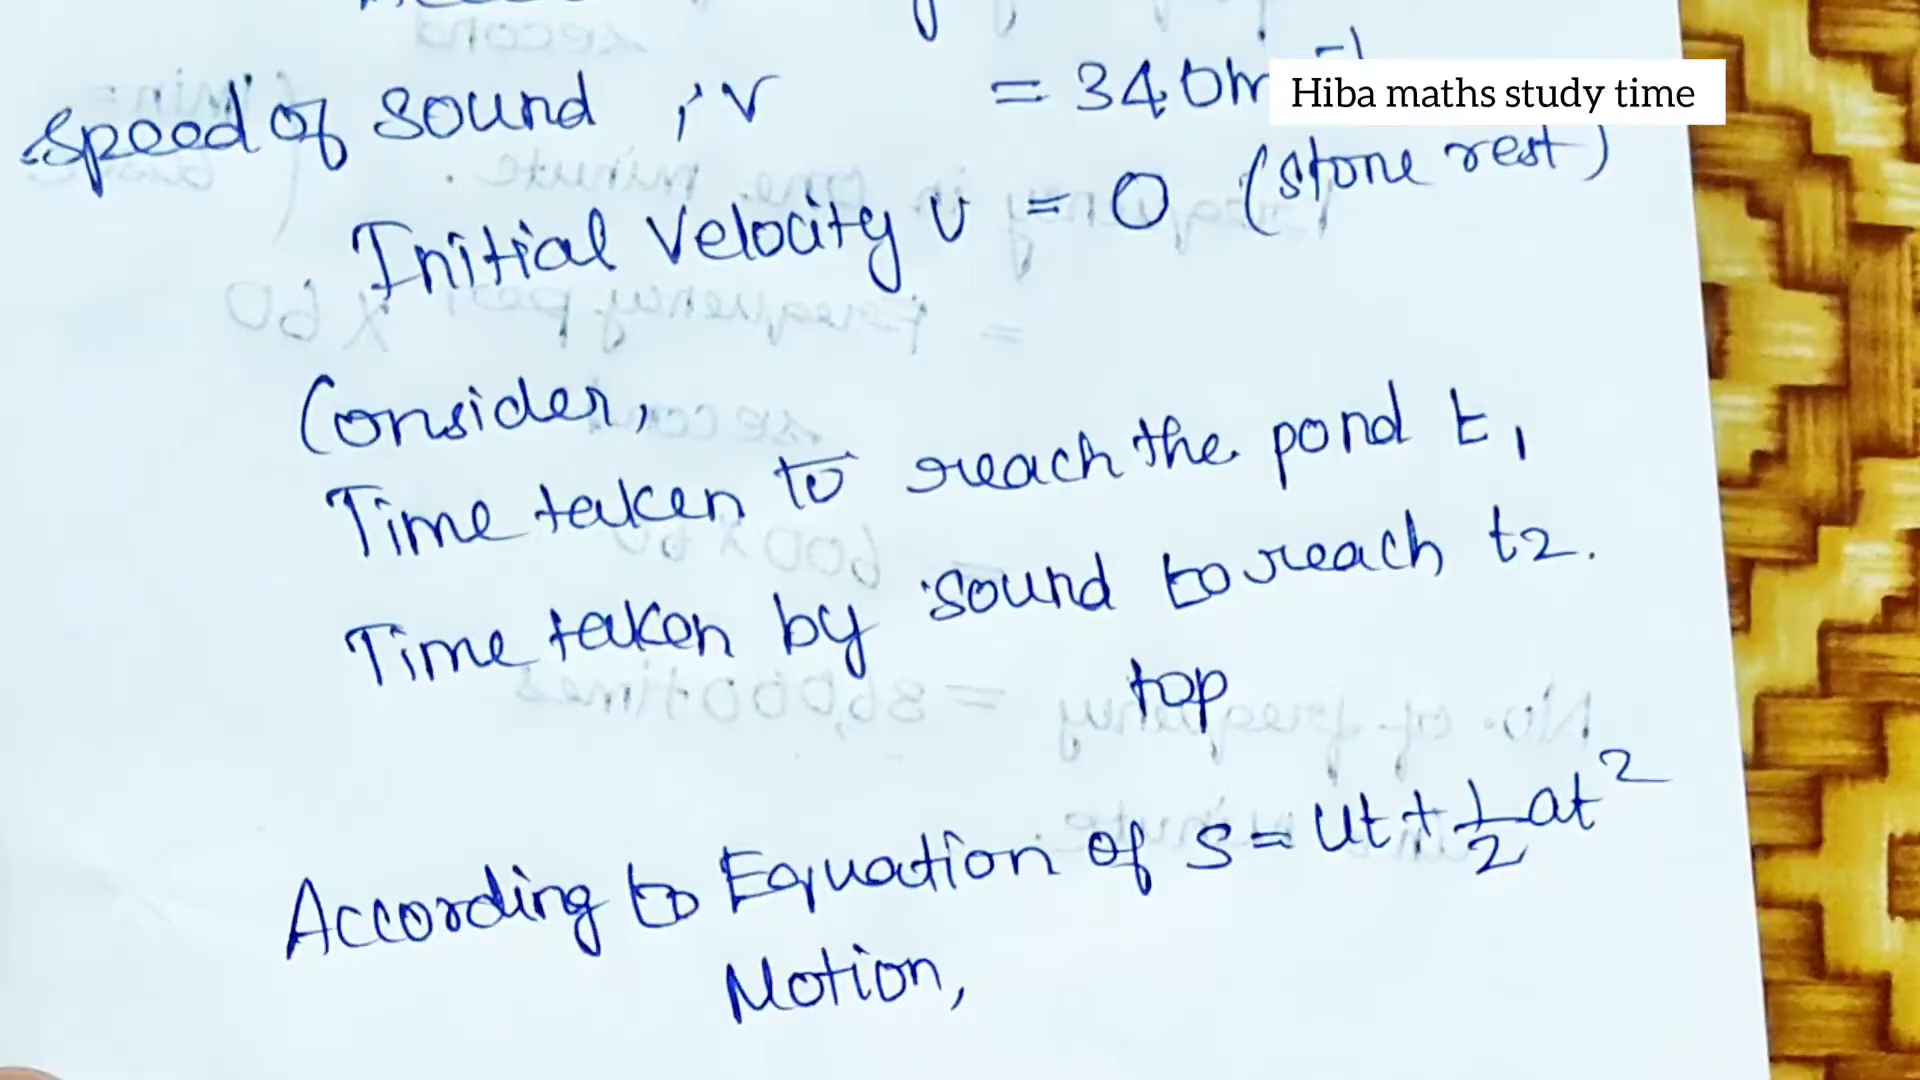 speed of sound , v = 340m -1
Hiba maths study time
Initial velocity u = 0 (stone rest)
Consider,
Time taken to reach the pond t1
Time taken by sound to reach t2.
top
According to Equation of s = ut + 1/2 at²
Motion,